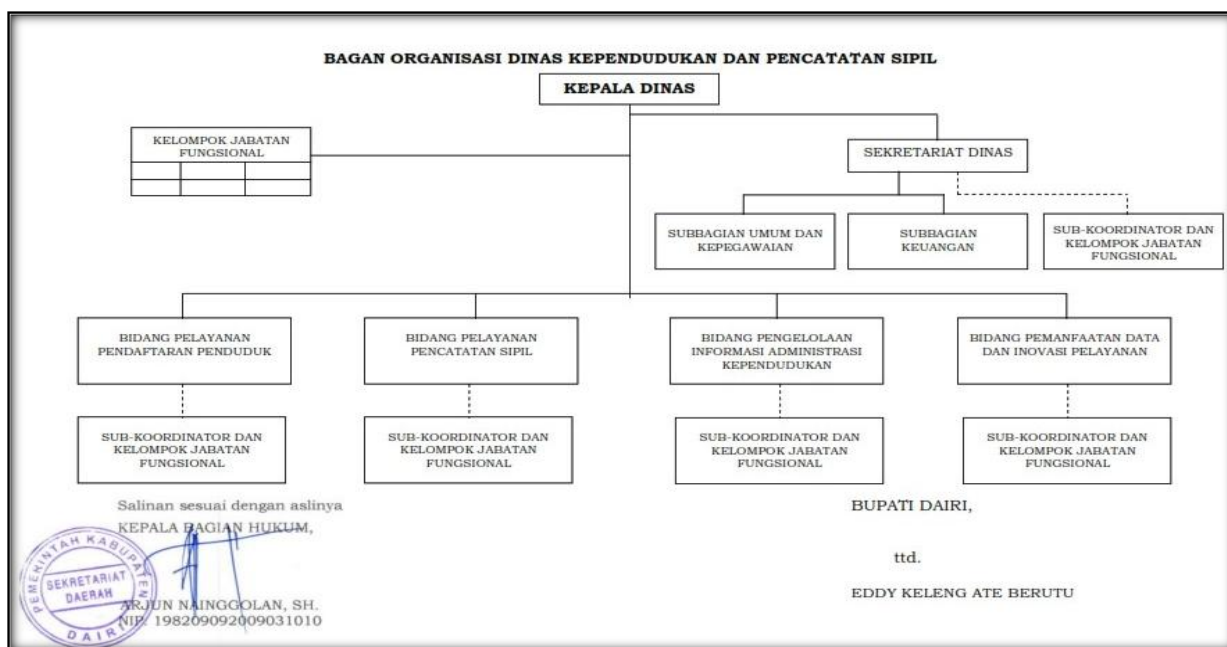 BAGAN ORGANISASI DINAS KEPENDUDUKAN DAN PENCATATAN SIPIL
KEPALA DINAS
KELOMPOK JABATAN
FUNGSIONAL
SEKRETARIAT DINAS
SUBBAGIAN UMUM DAN
KEPEGAWAIAN
SUBBAGIAN
KEUANGAN
SUB-KOORDINATOR DAN
KELOMPOK JABATAN
FUNGSIONAL
BIDANG PELAYANAN
PENDAFTARAN PENDUDUK
BIDANG PELAYANAN
PENCATATAN SIPIL
BIDANG PENGELOLAAN
INFORMASI ADMINISTRASI
KEPENDUDUKAN
BIDANG PEMANFAATAN DATA
DAN INOVASI PELAYANAN
SUB-KOORDINATOR DAN
KELOMPOK JABATAN
FUNGSIONAL
SUB-KOORDINATOR DAN
KELOMPOK JABATAN
FUNGSIONAL
SUB-KOORDINATOR DAN
KELOMPOK JABATAN
FUNGSIONAL
SUB-KOORDINATOR DAN
KELOMPOK JABATAN
FUNGSIONAL
Salinan sesuai dengan aslinya
KEPALA BAGIAN HUKUM,
PEMERINTAH KABUPATEN
SEKRETARIAT
DAERAH
DAIRI
ARJUN NAINGGOLAN, SH.
NIP. 198209092009031010
BUPATI DAIRI,
ttd.
EDDY KELENG ATE BERUTU